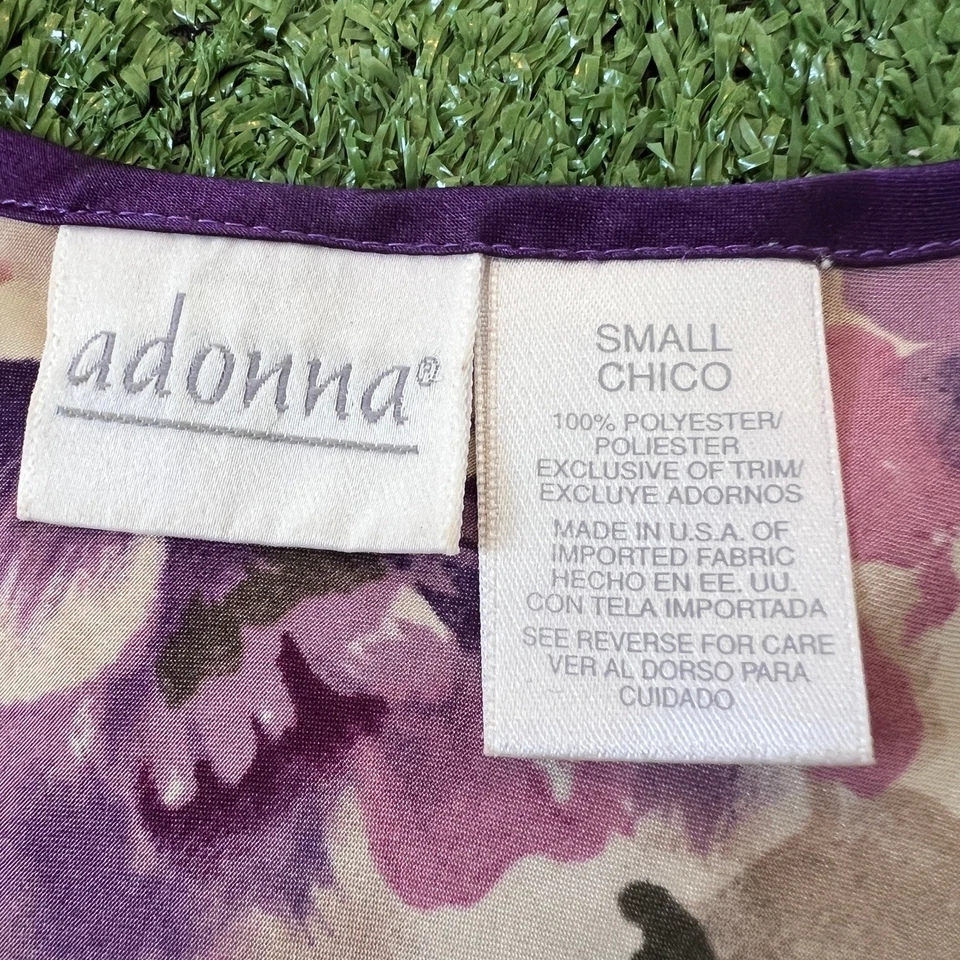 adonna®
SMALL
CHICO
100% POLYESTER/
POLIESTER
EXCLUSIVE OF TRIM/
EXCLUYE ADORNOS
MADE IN U.S.A. OF
IMPORTED FABRIC
HECHO EN EE. UU.
CON TELA IMPORTADA
SEE REVERSE FOR CARE
VER AL DORSO PARA
CUIDADO